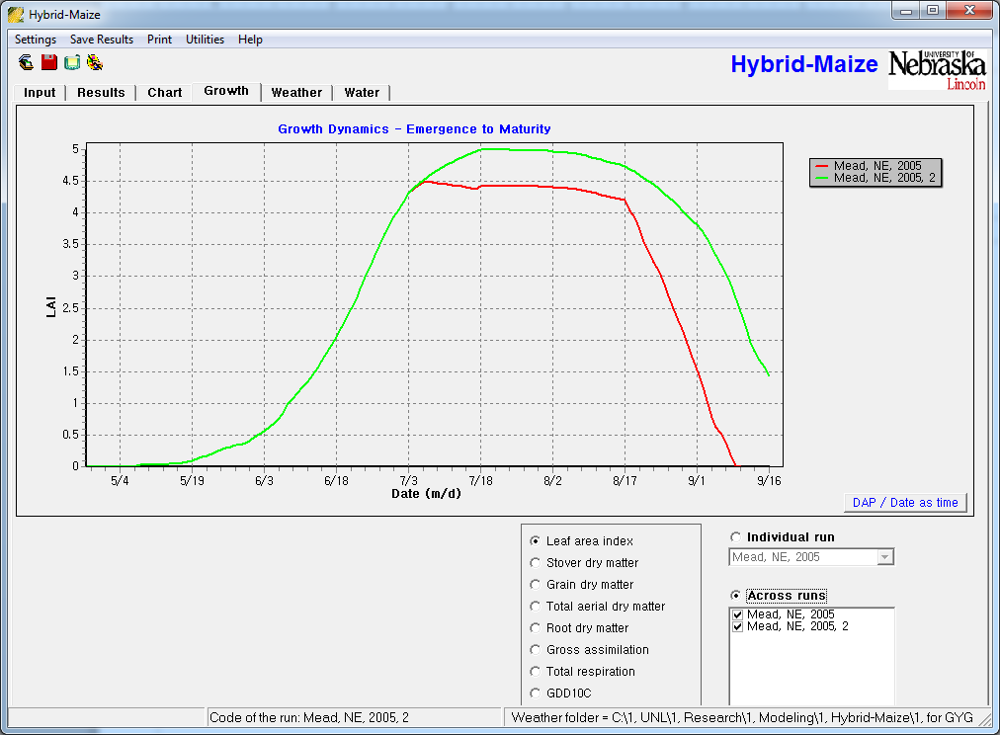 Hybrid-Maize
Settings Save Results Print Utilities Help
Hybrid-Maize
UNIVERSITY OF
Nebraska
Lincoln
Input Results Chart Growth Weather Water
Growth Dynamics - Emergence to Maturity
5
4.5
4
3.5
3
2.5
2
1.5
1
0.5
0
LAI
5/4 5/19 6/3 6/18 7/3 7/18 8/2 8/17 9/1 9/16
Date (m/d)
Mead, NE, 2005
Mead, NE, 2005, 2
DAP / Date as time
Leaf area index
Stover dry matter
Grain dry matter
Total aerial dry matter
Root dry matter
Gross assimilation
Total respiration
GDD10C
Individual run
Mead, NE, 2005
Across runs
Mead, NE, 2005
Mead, NE, 2005, 2
Code of the run: Mead, NE, 2005, 2
Weather folder = C:\1, UNL\1, Research\1, Modeling\1, Hybrid-Maize\1, for GYG